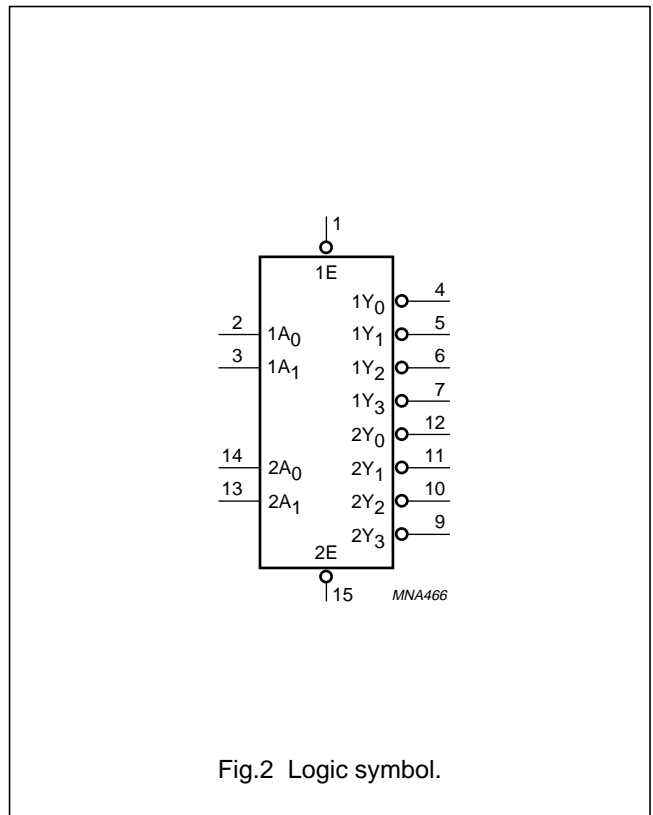 1
1E
1Y0 4
2 1A0 1Y1 5
3 1A1 1Y2 6
1Y3 7
2Y0 12
14 2A0 2Y1 11
13 2A1 2Y2 10
2Y3 9
2E
15 MNA466
Fig.2 Logic symbol.